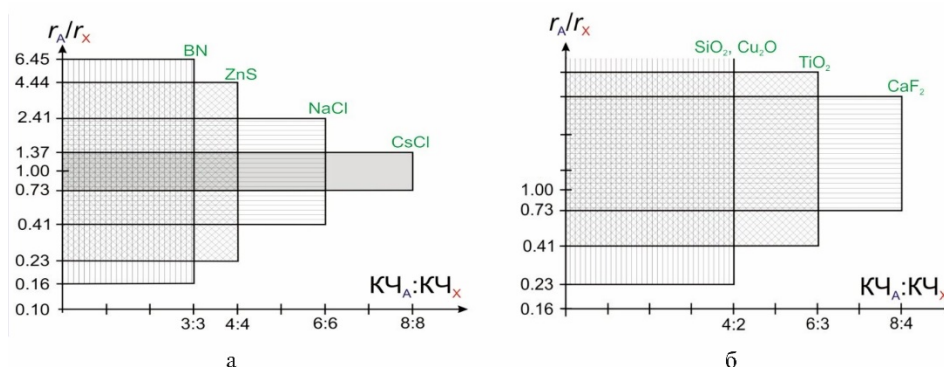 r_A/r_X
6.45
4.44
2.41
1.37
1.00
0.73
0.41
0.23
0.16
0.10
BN
ZnS
NaCl
CsCl
КЧ_A:КЧ_X
3:3 4:4 6:6 8:8
а
r_A/r_X
1.00
0.73
0.41
0.23
0.16
SiO₂, Cu₂O
TiO₂
CaF₂
КЧ_A:КЧ_X
4:2 6:3 8:4
б